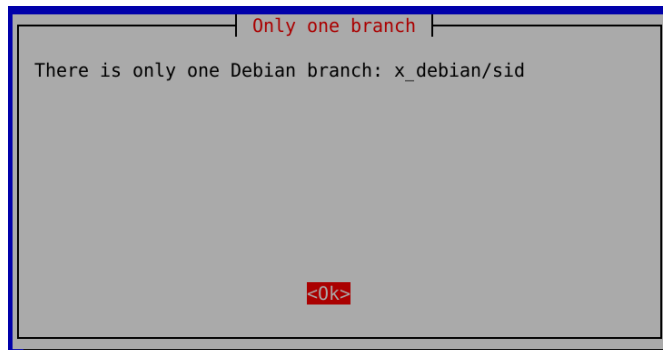 Only one branch
There is only one Debian branch: x_debian/sid
<Ok>